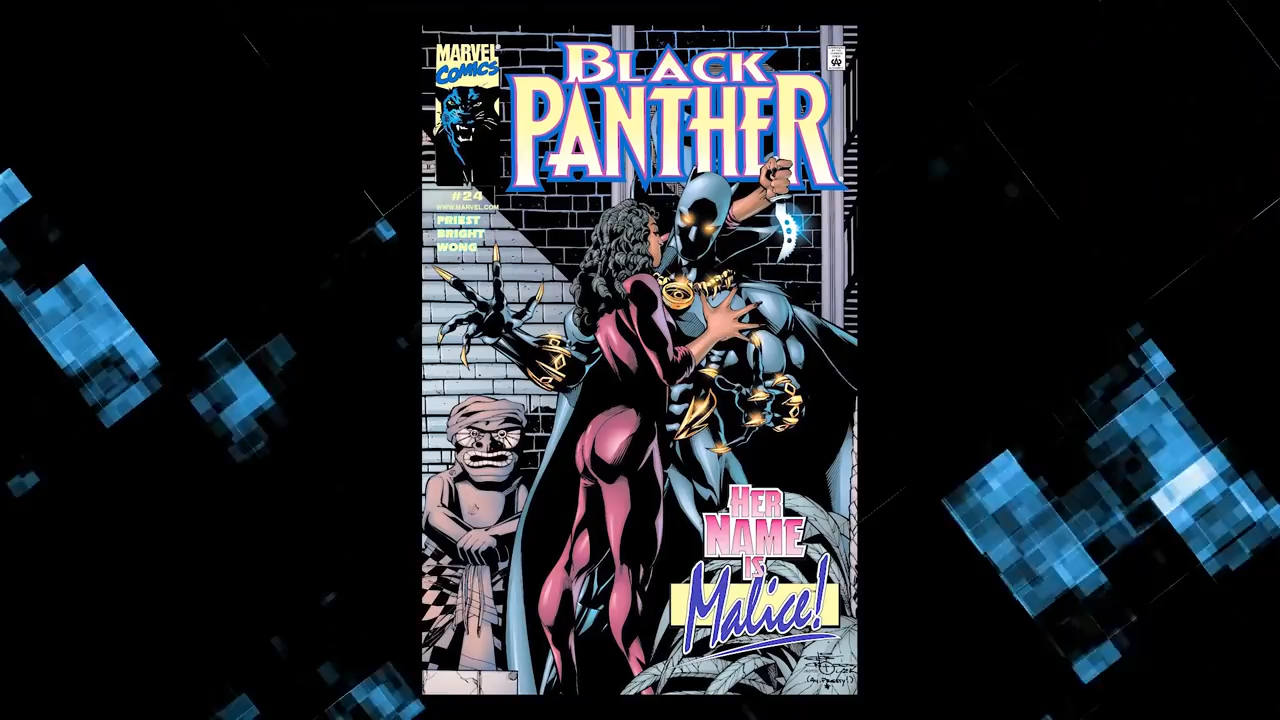 MARVEL
COMICS
BLACK
PANTHER
#24
WWW.MARVEL.COM
PRIEST
BRIGHT
WONG
HER
NAME
IS
Malice!